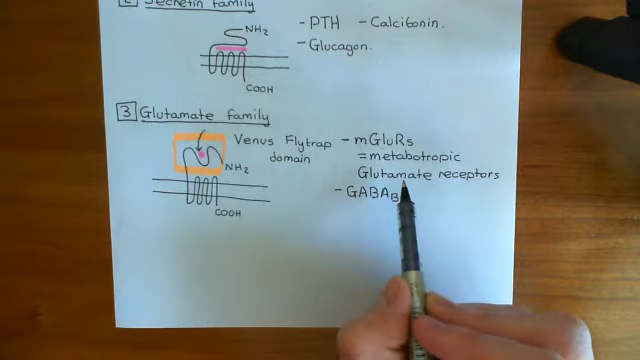 2 Secretin family
- PTH - Calcitonin.
NH2
- Glucagon.
COOH
3 Glutamate family
Venus Flytrap domain
- mGluRs
= metabotropic
Glutamate receptors
NH2
- GABAB
COOH